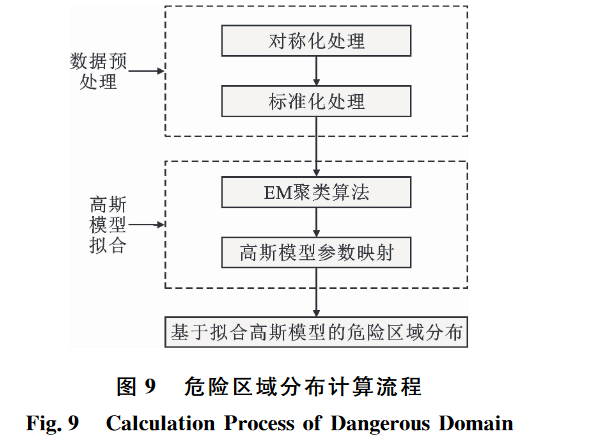 数据预
处理
对称化处理
标准化处理
高斯
模型
拟合
EM聚类算法
高斯模型参数映射
基于拟合高斯模型的危险区域分布
图 9 危险区域分布计算流程
Fig. 9 Calculation Process of Dangerous Domain